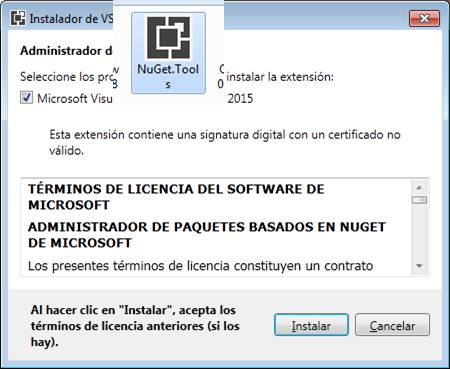 Instalador de VS
Administrador de
NuGet.Tools
Seleccione los pro instalar la extensión:
Microsoft Visu 2015
Esta extensión contiene una signatura digital con un certificado no
válido.
TÉRMINOS DE LICENCIA DEL SOFTWARE DE
MICROSOFT
ADMINISTRADOR DE PAQUETES BASADOS EN NUGET
DE MICROSOFT
Los presentes términos de licencia constituyen un contrato
Al hacer clic en "Instalar", acepta los
términos de licencia anteriores (si los
hay).
Instalar
Cancelar